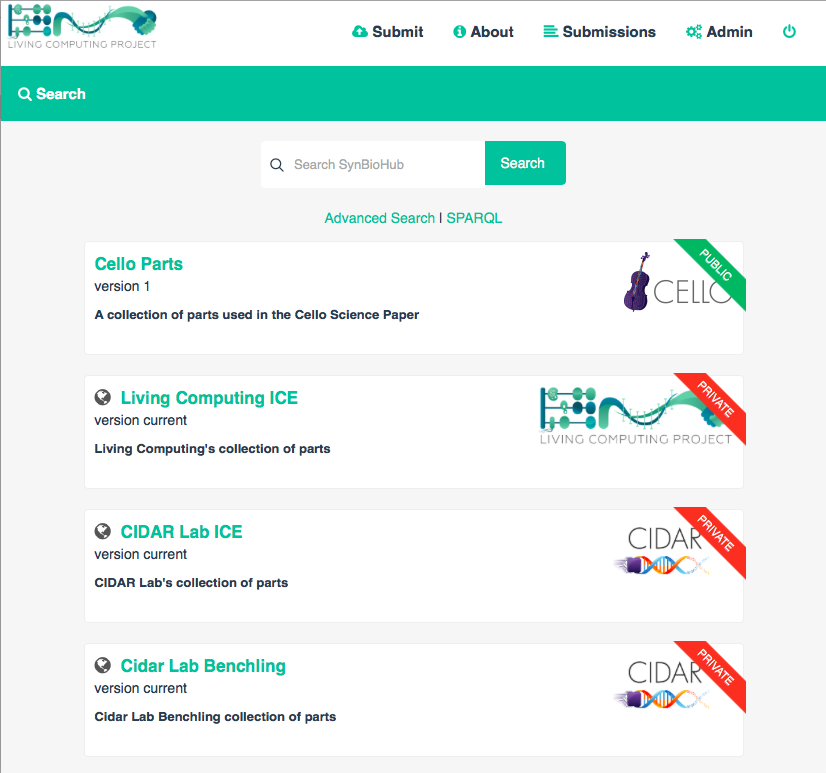 Submit About Submissions Admin
LIVING COMPUTING PROJECT
Search
Search SynBioHub Search
Advanced Search | SPARQL
Cello Parts
version 1
A collection of parts used in the Cello Science Paper
CELLO
PUBLIC
Living Computing ICE
version current
Living Computing's collection of parts
LIVING COMPUTING PROJECT
PRIVATE
CIDAR Lab ICE
version current
CIDAR Lab's collection of parts
CIDAR
PRIVATE
Cidar Lab Benchling
version current
Cidar Lab Benchling collection of parts
CIDAR
PRIVATE